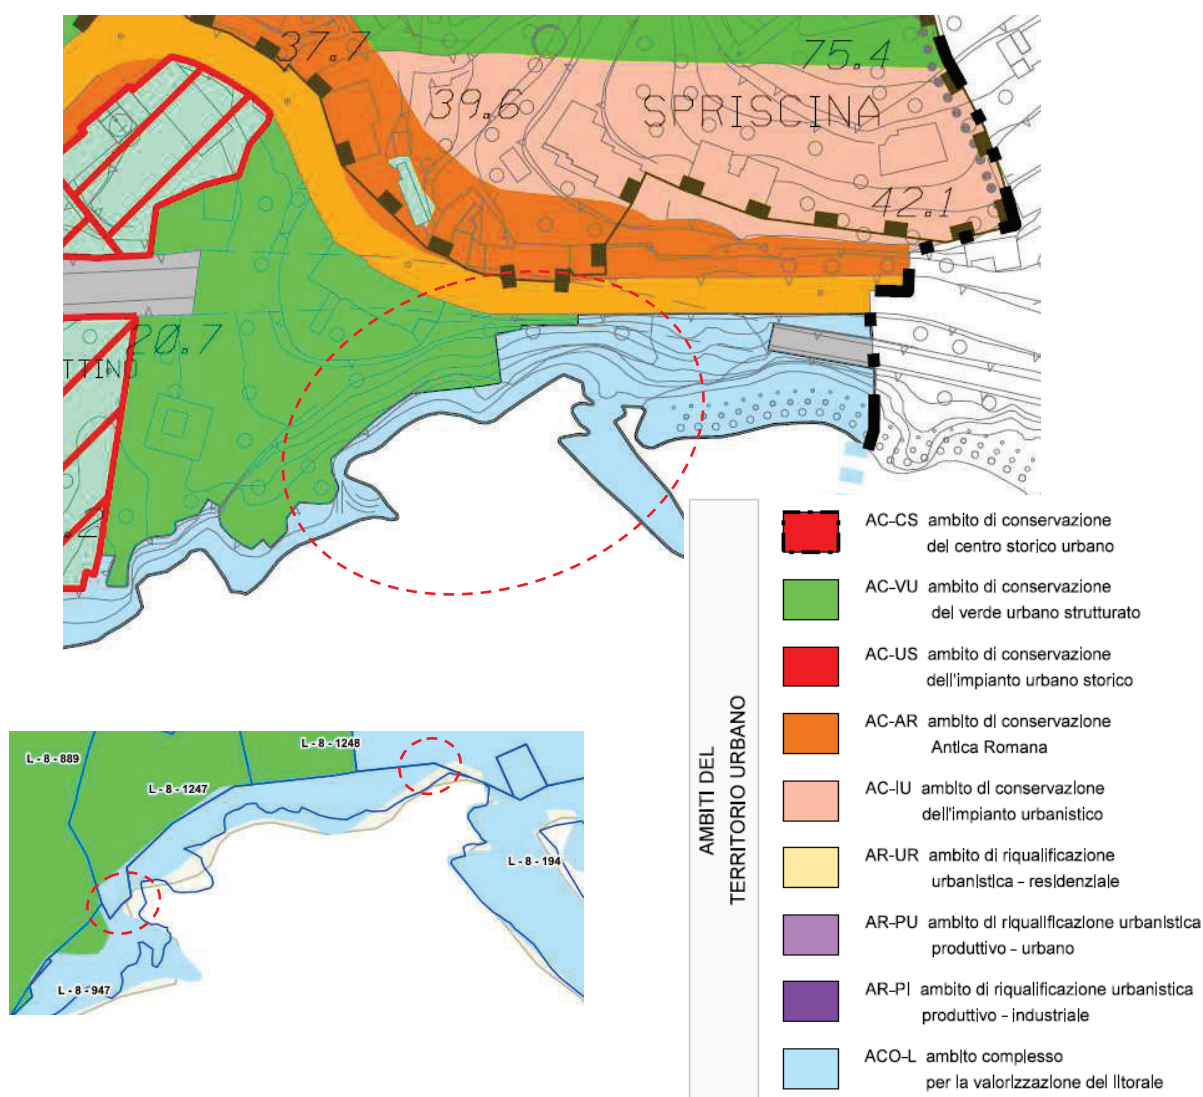 37.7
75.4
39.6
SPRISCINA
42.1
20.7
TTINO
.2
AMBITI DEL
TERRITORIO URBANO
AC-CS ambito di conservazione
del centro storico urbano
AC-VU ambito di conservazione
del verde urbano strutturato
AC-US ambito di conservazione
dell'impianto urbano storico
AC-AR ambito di conservazione
Antica Romana
AC-IU ambito di conservazione
dell'impianto urbanistico
AR-UR ambito di riqualificazione
urbanistica - residenziale
AR-PU ambito di riqualificazione urbanistica
produttivo - urbano
AR-PI ambito di riqualificazione urbanistica
produttivo - industriale
ACO-L ambito complesso
per la valorizzazione del litorale
L - 8 - 889
L - 8 - 1248
L - 8 - 1247
L - 8 - 194
L - 8 - 947